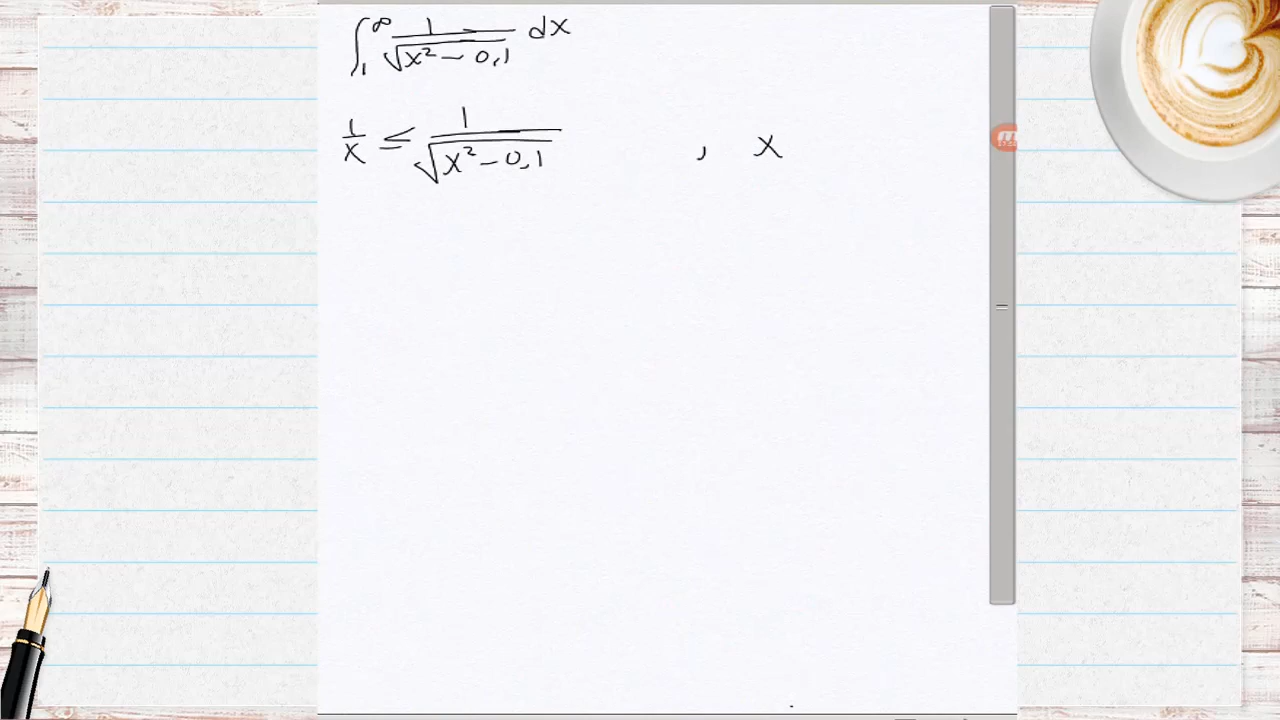 ∫₁^∞ 1/√(x² − 0,1) dx
1/x ≤ 1/√(x² − 0,1) , x